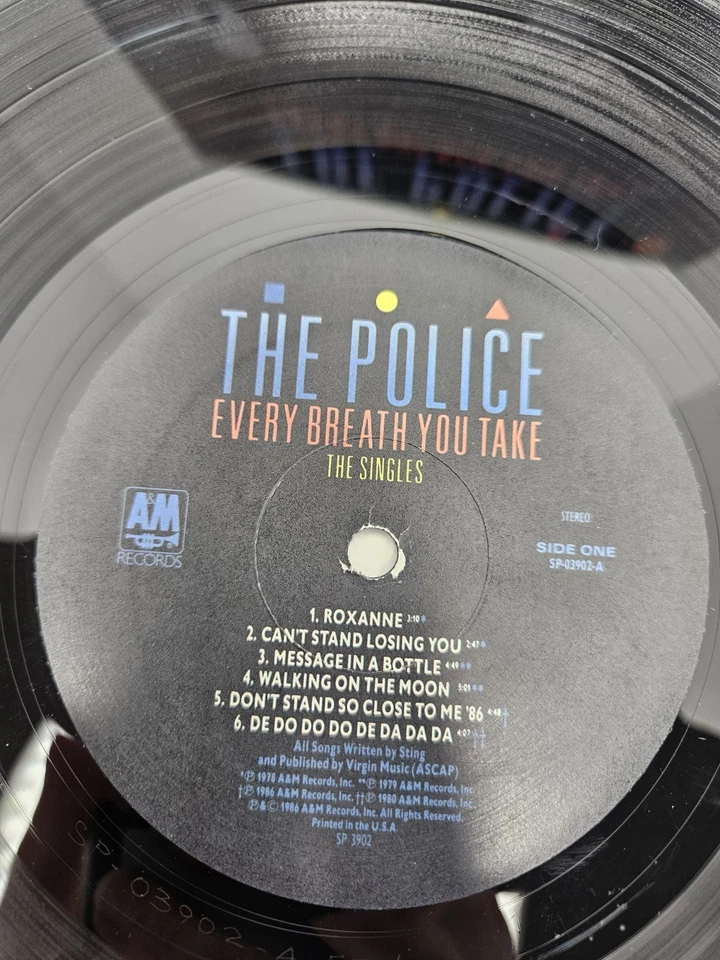 THE POLICE
EVERY BREATH YOU TAKE
THE SINGLES
A&M
RECORDS
STEREO
SIDE ONE
SP-03902-A
1. ROXANNE 3:10*
2. CAN'T STAND LOSING YOU 2:47*
3. MESSAGE IN A BOTTLE 4:49**
4. WALKING ON THE MOON 5:01**
5. DON'T STAND SO CLOSE TO ME '86 4:48†
6. DE DO DO DO DE DA DA DA 4:07††
All Songs Written by Sting
and Published by Virgin Music (ASCAP)
*℗ 1978 A&M Records, Inc. **℗ 1979 A&M Records, Inc.
†℗ 1986 A&M Records, Inc. ††℗ 1980 A&M Records, Inc.
℗ & © 1986 A&M Records, Inc. All Rights Reserved.
Printed in the U.S.A
SP 3902
SP-03902-A